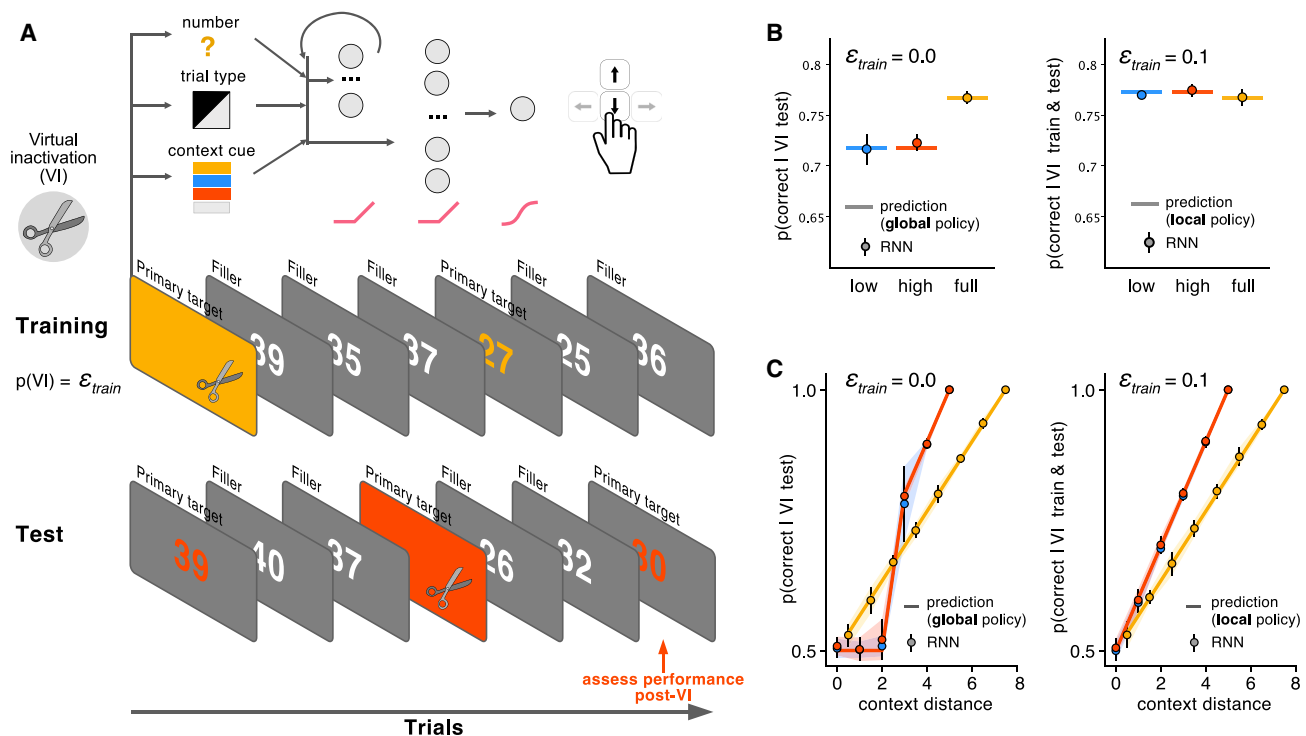 A
number
?
trial type
context cue
Virtual
inactivation
(VI)
...
...
Training
p(VI) = ε_train
Primary target
Filler
Filler
Filler
Primary target
Filler
Filler
39
35
37
27
25
36
Test
Primary target
Filler
Filler
Primary target
Filler
Filler
Primary target
39
40
37
26
32
30
assess performance
post-VI
Trials
B
ε_train = 0.0
p(correct | VI test)
0.8
0.75
0.7
0.65
prediction
(global policy)
RNN
low high full
ε_train = 0.1
p(correct | VI train & test)
0.8
0.75
0.7
0.65
prediction
(local policy)
RNN
low high full
C
ε_train = 0.0
p(correct | VI test)
1.0
0.5
prediction
(global policy)
RNN
0 2 4 6 8
context distance
ε_train = 0.1
p(correct | VI train & test)
1.0
0.5
prediction
(local policy)
RNN
0 2 4 6 8
context distance